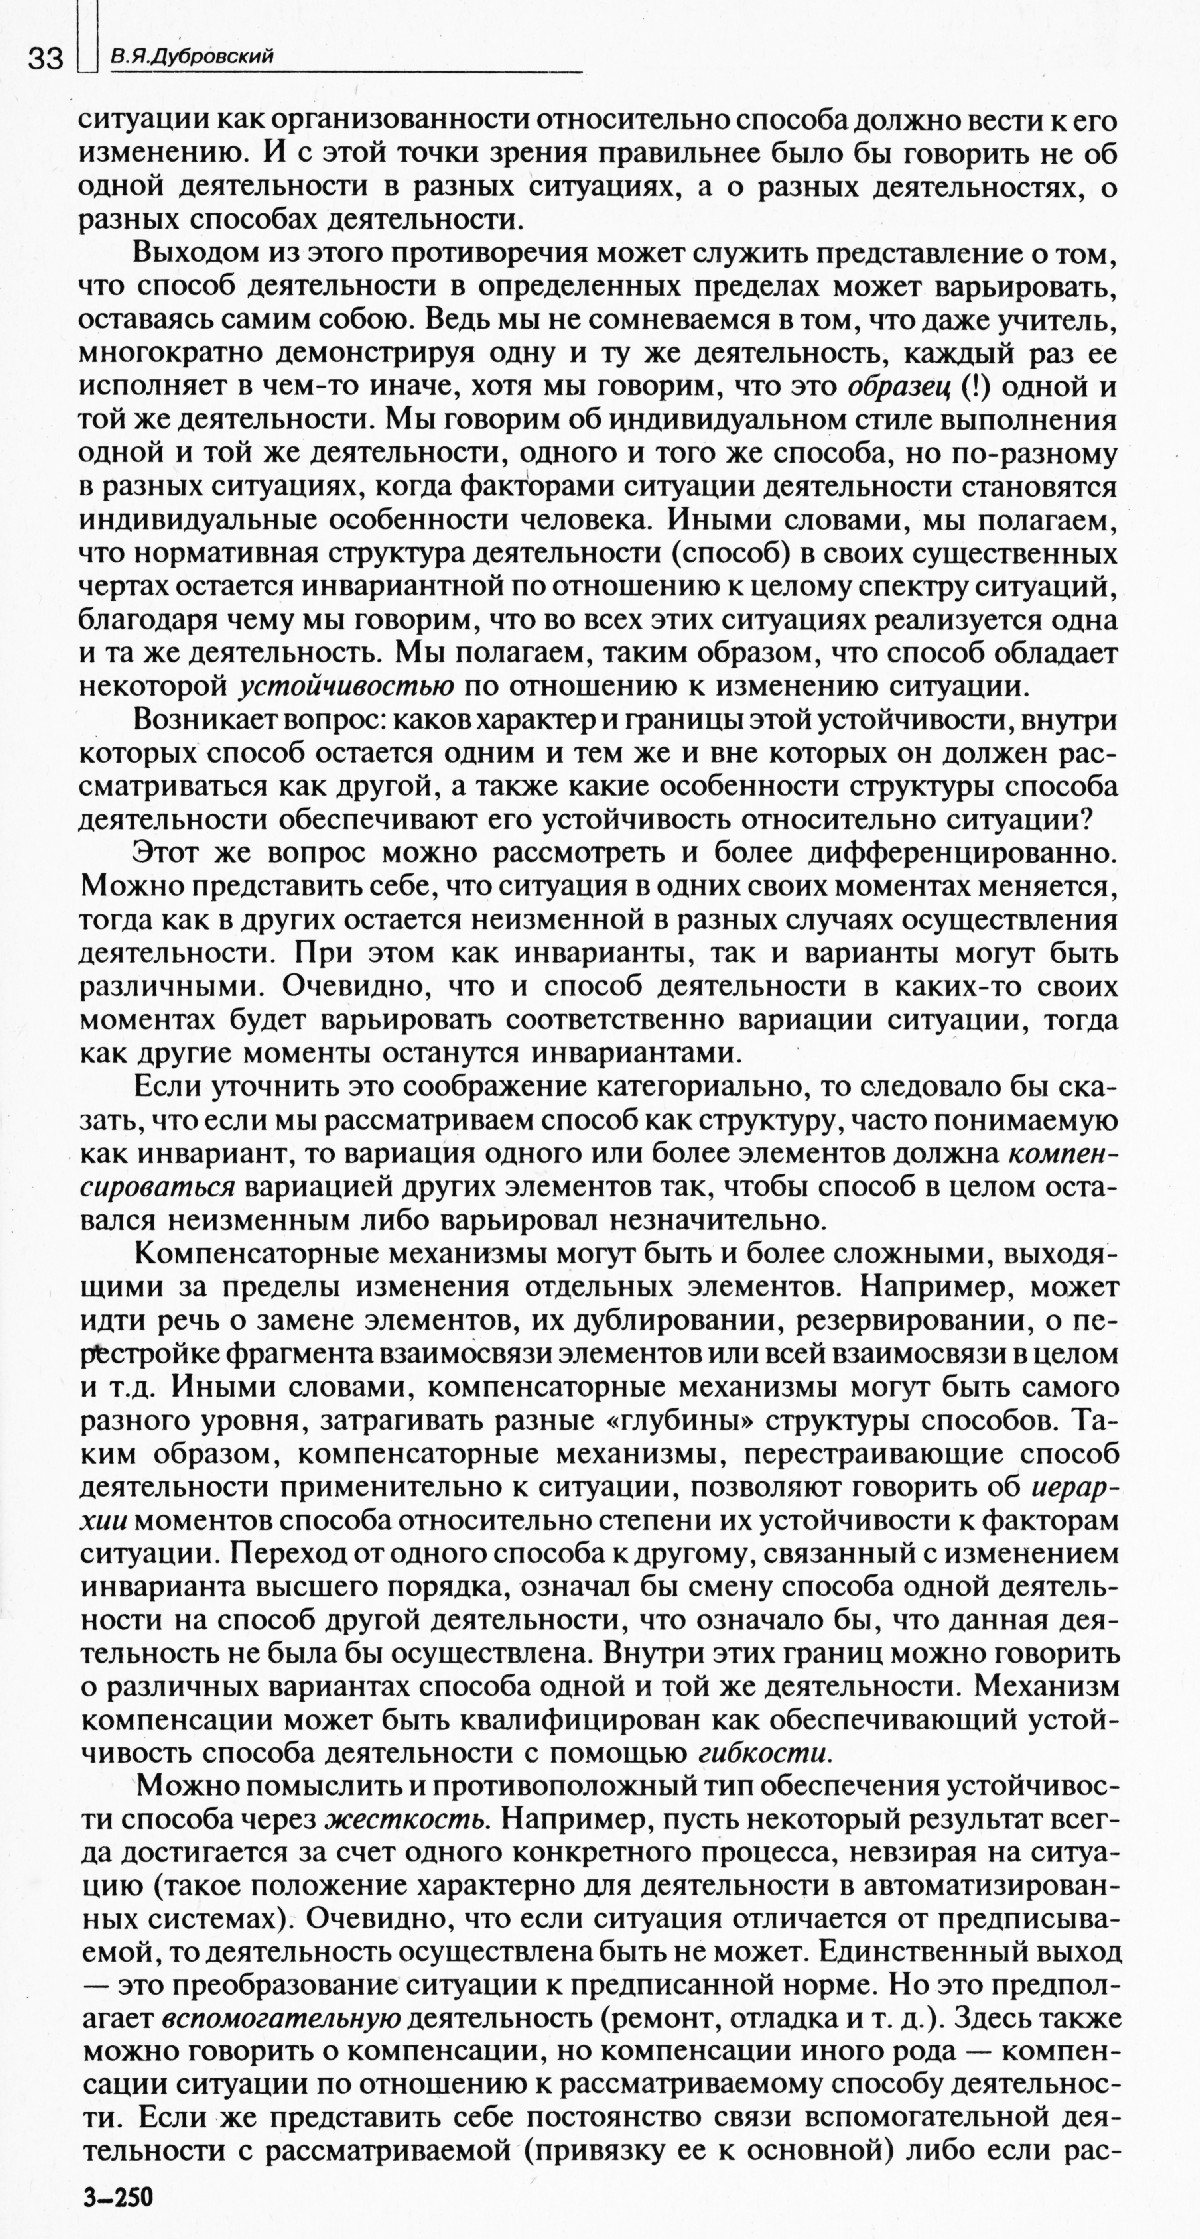 33
В.Я.Дубровский
ситуации как организованности относительно способа должно вести к его
изменению. И с этой точки зрения правильнее было бы говорить не об
одной деятельности в разных ситуациях, а о разных деятельностях, о
разных способах деятельности.
Выходом из этого противоречия может служить представление о том,
что способ деятельности в определенных пределах может варьировать,
оставаясь самим собою. Ведь мы не сомневаемся в том, что даже учитель,
многократно демонстрируя одну и ту же деятельность, каждый раз ее
исполняет в чем-то иначе, хотя мы говорим, что это образец (!) одной и
той же деятельности. Мы говорим об индивидуальном стиле выполнения
одной и той же деятельности, одного и того же способа, но по-разному
в разных ситуациях, когда факторами ситуации деятельности становятся
индивидуальные особенности человека. Иными словами, мы полагаем,
что нормативная структура деятельности (способ) в своих существенных
чертах остается инвариантной по отношению к целому спектру ситуаций,
благодаря чему мы говорим, что во всех этих ситуациях реализуется одна
и та же деятельность. Мы полагаем, таким образом, что способ обладает
некоторой устойчивостью по отношению к изменению ситуации.
Возникает вопрос: каков характер и границы этой устойчивости, внутри
которых способ остается одним и тем же и вне которых он должен рас-
сматриваться как другой, а также какие особенности структуры способа
деятельности обеспечивают его устойчивость относительно ситуации?
Этот же вопрос можно рассмотреть и более дифференцированно.
Можно представить себе, что ситуация в одних своих моментах меняется,
тогда как в других остается неизменной в разных случаях осуществления
деятельности. При этом как инварианты, так и варианты могут быть
различными. Очевидно, что и способ деятельности в каких-то своих
моментах будет варьировать соответственно вариации ситуации, тогда
как другие моменты останутся инвариантами.
Если уточнить это соображение категориально, то следовало бы ска-
зать, что если мы рассматриваем способ как структуру, часто понимаемую
как инвариант, то вариация одного или более элементов должна компен-
сироваться вариацией других элементов так, чтобы способ в целом оста-
вался неизменным либо варьировал незначительно.
Компенсаторные механизмы могут быть и более сложными, выходя-
щими за пределы изменения отдельных элементов. Например, может
идти речь о замене элементов, их дублировании, резервировании, о пе-
рестройке фрагмента взаимосвязи элементов или всей взаимосвязи в целом
и т.д. Иными словами, компенсаторные механизмы могут быть самого
разного уровня, затрагивать разные «глубины» структуры способов. Та-
ким образом, компенсаторные механизмы, перестраивающие способ
деятельности применительно к ситуации, позволяют говорить об иерар-
хии моментов способа относительно степени их устойчивости к факторам
ситуации. Переход от одного способа к другому, связанный с изменением
инварианта высшего порядка, означал бы смену способа одной деятель-
ности на способ другой деятельности, что означало бы, что данная дея-
тельность не была бы осуществлена. Внутри этих границ можно говорить
о различных вариантах способа одной и той же деятельности. Механизм
компенсации может быть квалифицирован как обеспечивающий устой-
чивость способа деятельности с помощью гибкости.
Можно помыслить и противоположный тип обеспечения устойчивос-
ти способа через жесткость. Например, пусть некоторый результат всег-
да достигается за счет одного конкретного процесса, невзирая на ситуа-
цию (такое положение характерно для деятельности в автоматизирован-
ных системах). Очевидно, что если ситуация отличается от предписыва-
емой, то деятельность осуществлена быть не может. Единственный выход
— это преобразование ситуации к предписанной норме. Но это предпол-
агает вспомогательную деятельность (ремонт, отладка и т. д.). Здесь также
можно говорить о компенсации, но компенсации иного рода — компен-
сации ситуации по отношению к рассматриваемому способу деятельнос-
ти. Если же представить себе постоянство связи вспомогательной дея-
тельности с рассматриваемой (привязку ее к основной) либо если рас-
3–250